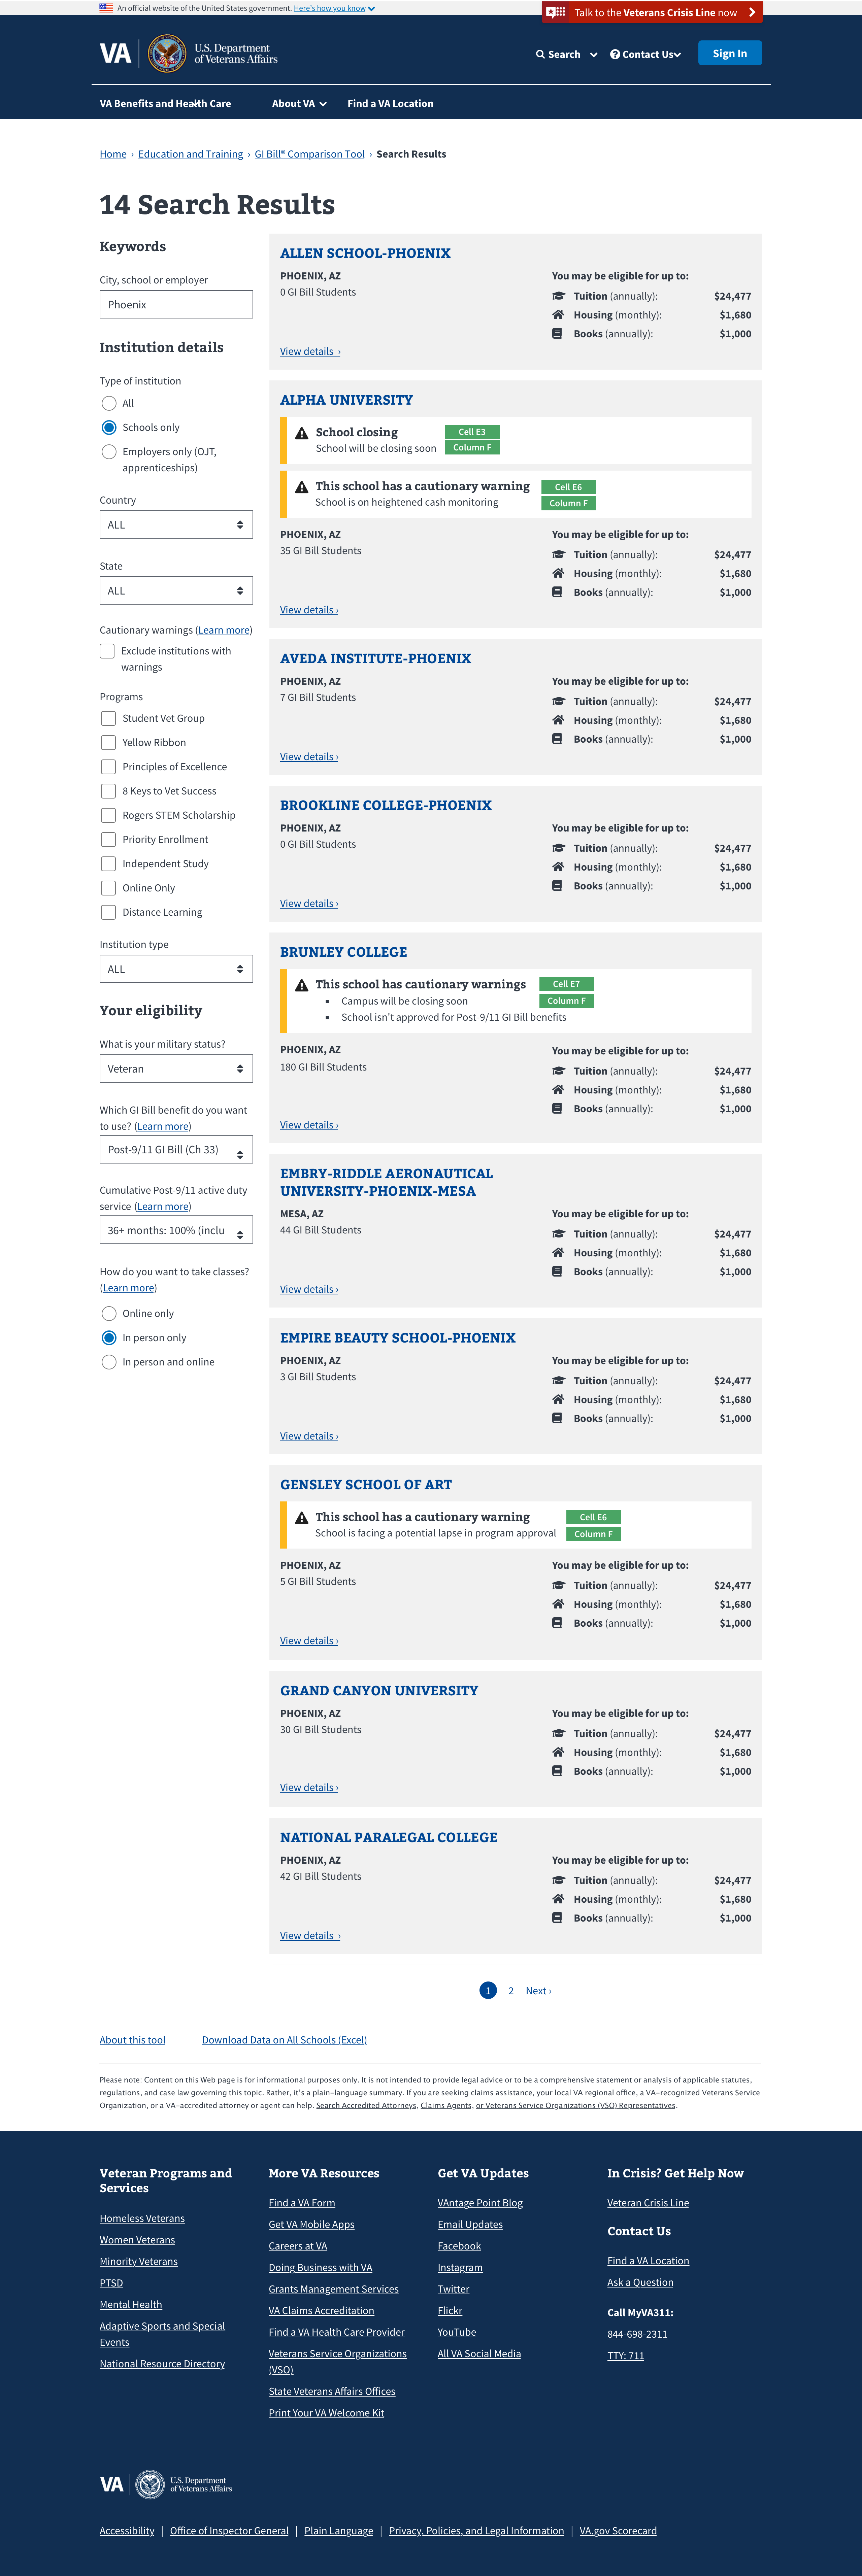 An official website of the United States government. Here's how you know
Talk to the Veterans Crisis Line now
VA
U.S. Department
of Veterans Affairs
Search
Contact Us
Sign In
VA Benefits and Health Care
About VA
Find a VA Location
Home › Education and Training › GI Bill® Comparison Tool › Search Results
14 Search Results
Keywords
City, school or employer
Phoenix
Institution details
Type of institution
All
Schools only
Employers only (OJT,
apprenticeships)
Country
ALL
State
ALL
Cautionary warnings (Learn more)
Exclude institutions with
warnings
Programs
Student Vet Group
Yellow Ribbon
Principles of Excellence
8 Keys to Vet Success
Rogers STEM Scholarship
Priority Enrollment
Independent Study
Online Only
Distance Learning
Institution type
ALL
Your eligibility
What is your military status?
Veteran
Which GI Bill benefit do you want
to use? (Learn more)
Post-9/11 GI Bill (Ch 33)
Cumulative Post-9/11 active duty
service (Learn more)
36+ months: 100% (inclu
How do you want to take classes?
(Learn more)
Online only
In person only
In person and online
ALLEN SCHOOL-PHOENIX
PHOENIX, AZ
0 GI Bill Students
You may be eligible for up to:
Tuition (annually): $24,477
Housing (monthly): $1,680
Books (annually): $1,000
View details ›
ALPHA UNIVERSITY
School closing
School will be closing soon
Cell E3
Column F
This school has a cautionary warning
School is on heightened cash monitoring
Cell E6
Column F
PHOENIX, AZ
35 GI Bill Students
You may be eligible for up to:
Tuition (annually): $24,477
Housing (monthly): $1,680
Books (annually): $1,000
View details ›
AVEDA INSTITUTE-PHOENIX
PHOENIX, AZ
7 GI Bill Students
You may be eligible for up to:
Tuition (annually): $24,477
Housing (monthly): $1,680
Books (annually): $1,000
View details ›
BROOKLINE COLLEGE-PHOENIX
PHOENIX, AZ
0 GI Bill Students
You may be eligible for up to:
Tuition (annually): $24,477
Housing (monthly): $1,680
Books (annually): $1,000
View details ›
BRUNLEY COLLEGE
This school has cautionary warnings
Campus will be closing soon
School isn't approved for Post-9/11 GI Bill benefits
Cell E7
Column F
PHOENIX, AZ
180 GI Bill Students
You may be eligible for up to:
Tuition (annually): $24,477
Housing (monthly): $1,680
Books (annually): $1,000
View details ›
EMBRY-RIDDLE AERONAUTICAL
UNIVERSITY-PHOENIX-MESA
MESA, AZ
44 GI Bill Students
You may be eligible for up to:
Tuition (annually): $24,477
Housing (monthly): $1,680
Books (annually): $1,000
View details ›
EMPIRE BEAUTY SCHOOL-PHOENIX
PHOENIX, AZ
3 GI Bill Students
You may be eligible for up to:
Tuition (annually): $24,477
Housing (monthly): $1,680
Books (annually): $1,000
View details ›
GENSLEY SCHOOL OF ART
This school has a cautionary warning
School is facing a potential lapse in program approval
Cell E6
Column F
PHOENIX, AZ
5 GI Bill Students
You may be eligible for up to:
Tuition (annually): $24,477
Housing (monthly): $1,680
Books (annually): $1,000
View details ›
GRAND CANYON UNIVERSITY
PHOENIX, AZ
30 GI Bill Students
You may be eligible for up to:
Tuition (annually): $24,477
Housing (monthly): $1,680
Books (annually): $1,000
View details ›
NATIONAL PARALEGAL COLLEGE
PHOENIX, AZ
42 GI Bill Students
You may be eligible for up to:
Tuition (annually): $24,477
Housing (monthly): $1,680
Books (annually): $1,000
View details ›
1 2 Next ›
About this tool
Download Data on All Schools (Excel)
Please note: Content on this Web page is for informational purposes only. It is not intended to provide legal advice or to be a comprehensive statement or analysis of applicable statutes,
regulations, and case law governing this topic. Rather, it's a plain-language summary. If you are seeking claims assistance, your local VA regional office, a VA-recognized Veterans Service
Organization, or a VA-accredited attorney or agent can help. Search Accredited Attorneys, Claims Agents, or Veterans Service Organizations (VSO) Representatives.
Veteran Programs and
Services
Homeless Veterans
Women Veterans
Minority Veterans
PTSD
Mental Health
Adaptive Sports and Special
Events
National Resource Directory
More VA Resources
Find a VA Form
Get VA Mobile Apps
Careers at VA
Doing Business with VA
Grants Management Services
VA Claims Accreditation
Find a VA Health Care Provider
Veterans Service Organizations
(VSO)
State Veterans Affairs Offices
Print Your VA Welcome Kit
Get VA Updates
VAntage Point Blog
Email Updates
Facebook
Instagram
Twitter
Flickr
YouTube
All VA Social Media
In Crisis? Get Help Now
Veteran Crisis Line
Contact Us
Find a VA Location
Ask a Question
Call MyVA311:
844-698-2311
TTY: 711
VA
U.S. Department
of Veterans Affairs
Accessibility | Office of Inspector General | Plain Language | Privacy, Policies, and Legal Information | VA.gov Scorecard